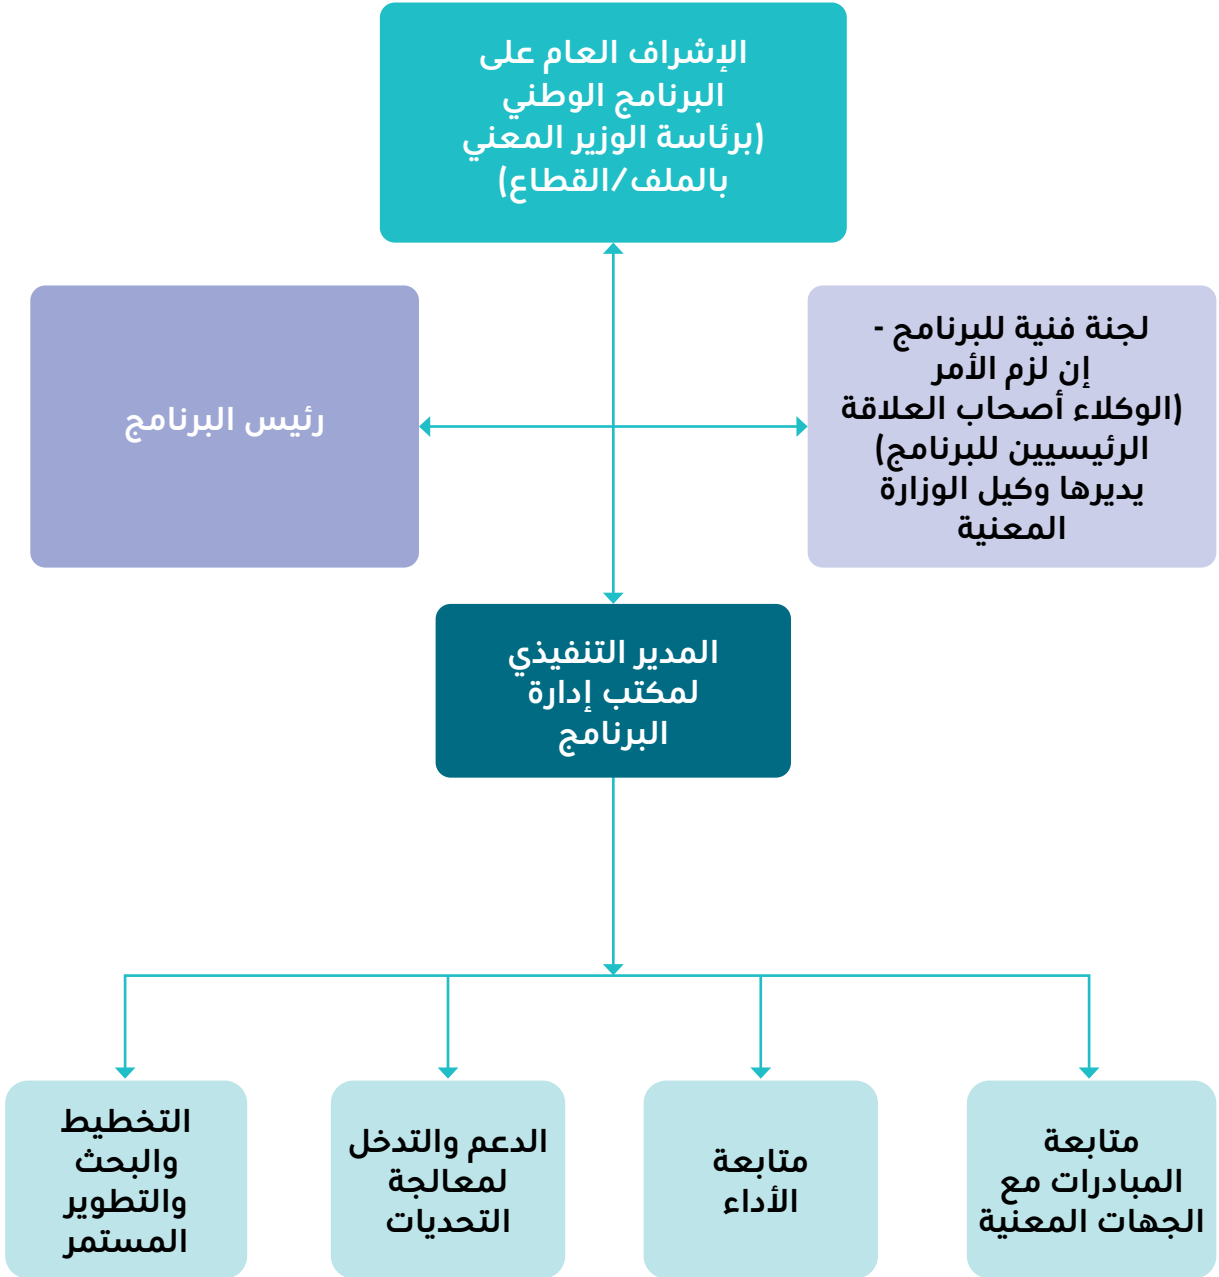 الإشراف العام على
البرنامج الوطني
(برئاسة الوزير المعني
بالملف/القطاع)
لجنة فنية للبرنامج -
إن لزم الأمر
(الوكلاء أصحاب العلاقة
الرئيسيين للبرنامج)
يديرها وكيل الوزارة
المعنية
رئيس البرنامج
المدير التنفيذي
لمكتب إدارة
البرنامج
متابعة
المبادرات مع
الجهات المعنية
متابعة
الأداء
الدعم والتدخل
لمعالجة
التحديات
التخطيط
والبحث
والتطوير
المستمر